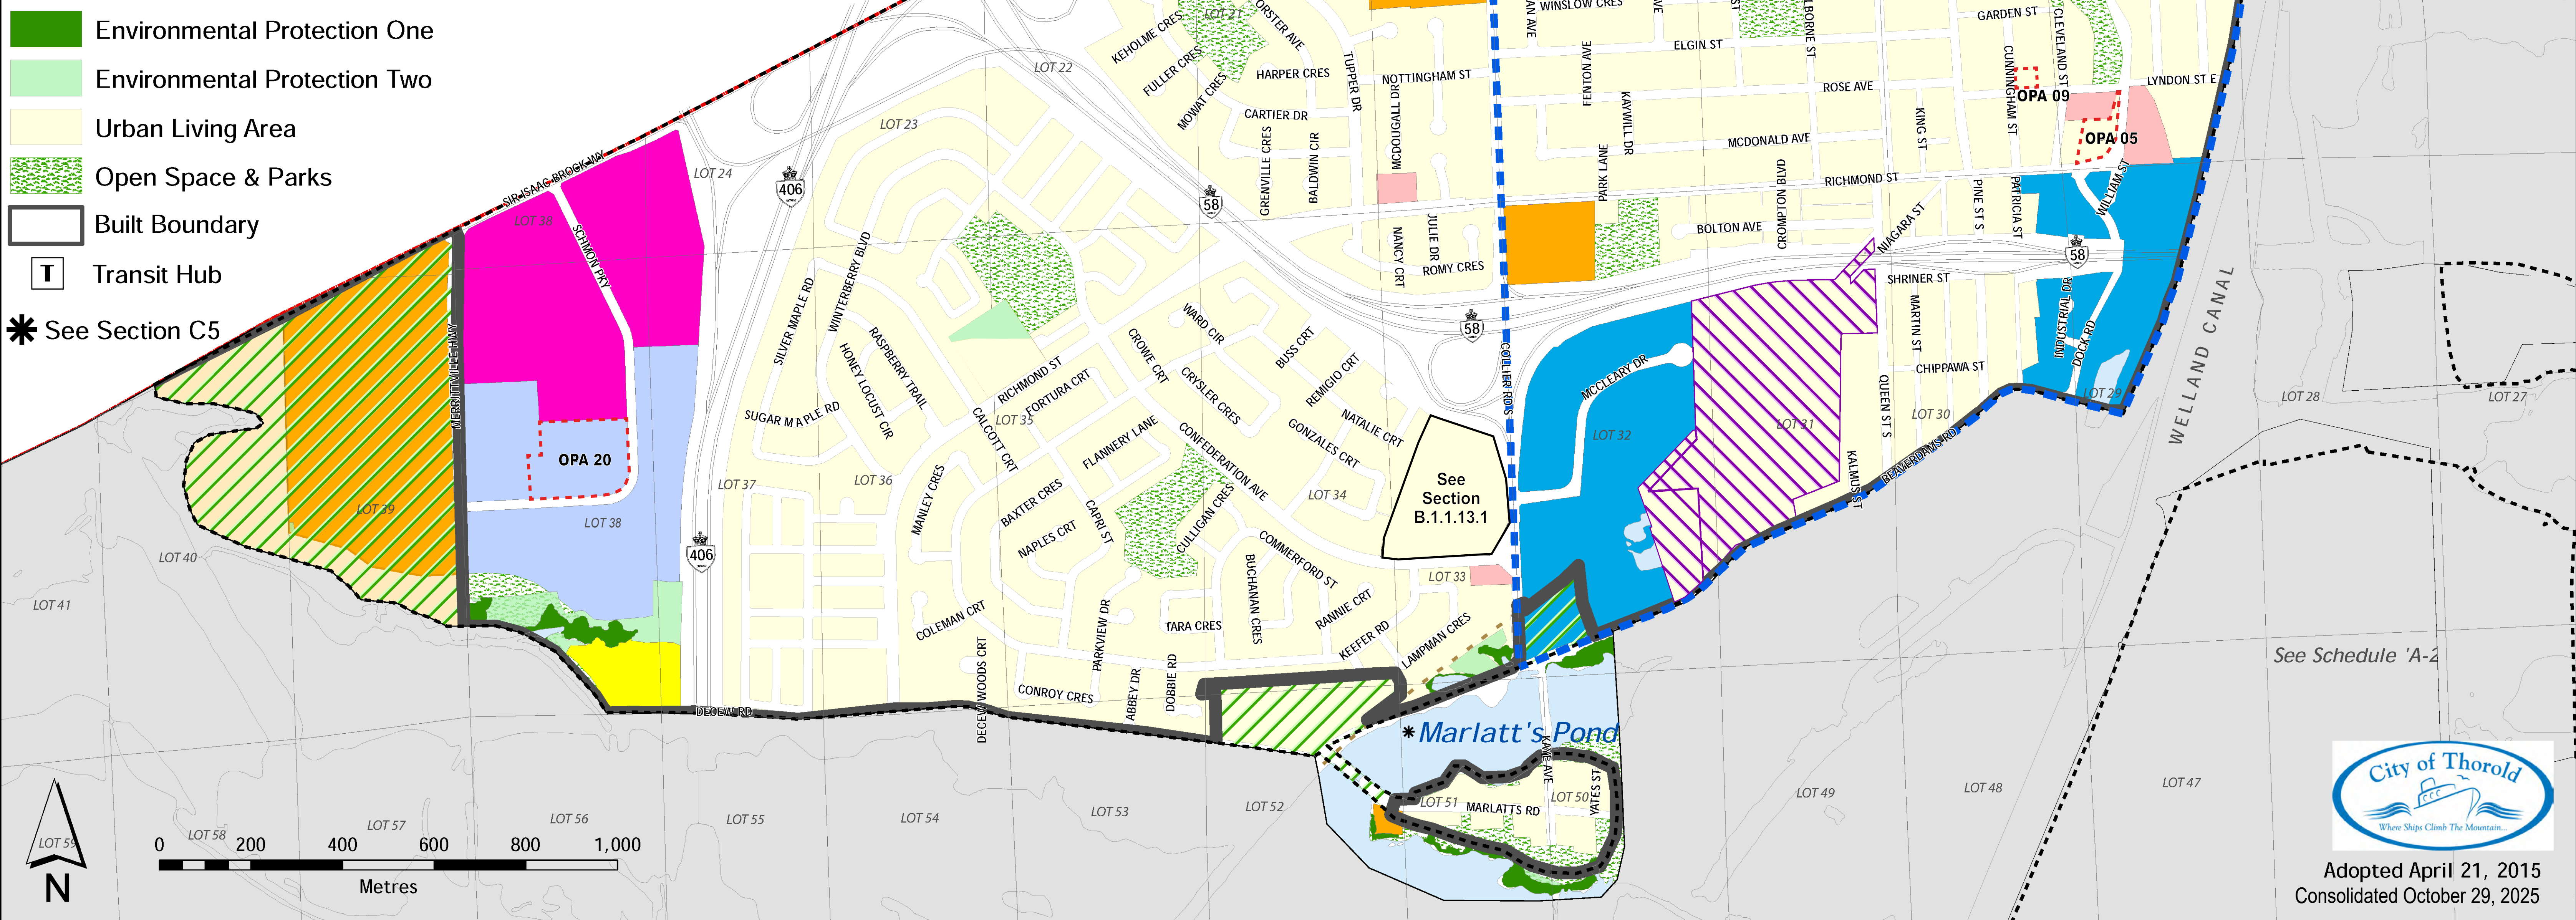 Environmental Protection One
Environmental Protection Two
Urban Living Area
Open Space & Parks
Built Boundary
T Transit Hub
See Section C5
LOT 21
LOT 22
LOT 23
LOT 24
KEHOLME CRES
FULLER CRES
MOWAT CRES
HARPER CRES
CARTIER DR
GRENVILLE CRES
BALDWIN CIR
TUPPER DR
NOTTINGHAM ST
MCDOUGALL DR
WINSLOW CRES
ELGIN ST
FENTON AVE
KAYWILL DR
PARK LANE
ROSE AVE
MCDONALD AVE
RICHMOND ST
CROMPTON BLVD
BOLTON AVE
GARDEN ST
CLEVELAND ST
CUNNINGHAM ST
KING ST
LYNDON ST E
OPA 09
OPA 05
PINE ST S
PATRICIA ST
WILLIAM ST
NIAGARA ST
58
SHRINER ST
MARTIN ST
INDUSTRIAL DR
DOCK RD
CHIPPAWA ST
QUEEN ST S
KALMUS ST
BEAVERDAMS RD
LOT 29
LOT 30
LOT 31
LOT 32
WELLAND CANAL
LOT 28
LOT 27
SIR ISAAC BROCK WY
LOT 38
SCHMON PKY
MERRITTVILLE HWY
OPA 20
LOT 38
LOT 39
LOT 40
LOT 41
406
406
58
58
NANCY CRT
JULIE DR
ROMY CRES
COLLIER RD S
MCCLEARY DR
SILVER MAPLE RD
WINTERBERRY BLVD
RASPBERRY TRAIL
HONEY LOCUST CIR
SUGAR MAPLE RD
RICHMOND ST
FORTURA CRT
LOT 35
LOT 36
LOT 37
CALCOTT CRT
CROWE CRT
WARD CIR
CRYSLER CRES
BUSS CRT
REMIGIO CRT
NATALIE CRT
GONZALES CRT
FLANNERY LANE
CONFEDERATION AVE
LOT 34
See
Section
B.1.1.13.1
MANLEY CRES
BAXTER CRES
NAPLES CRT
CAPRI ST
CULLIGAN CRES
COMMERFORD ST
BUCHANAN CRES
RANNIE CRT
KEEFER RD
LAMPMAN CRES
LOT 33
COLEMAN CRT
TARA CRES
PARKVIEW DR
ABBEY DR
DOBBIE RD
CONROY CRES
DECEW WOODS CRT
DECEW RD
Marlatt's Pond
KAYE AVE
YATES ST
MARLATTS RD
LOT 51
LOT 50
See Schedule 'A-2
LOT 59
LOT 58
LOT 57
LOT 56
LOT 55
LOT 54
LOT 53
LOT 52
LOT 49
LOT 48
LOT 47
0 200 400 600 800 1,000
Metres
N
City of Thorold
Where Ships Climb The Mountain...
Adopted April 21, 2015
Consolidated October 29, 2025